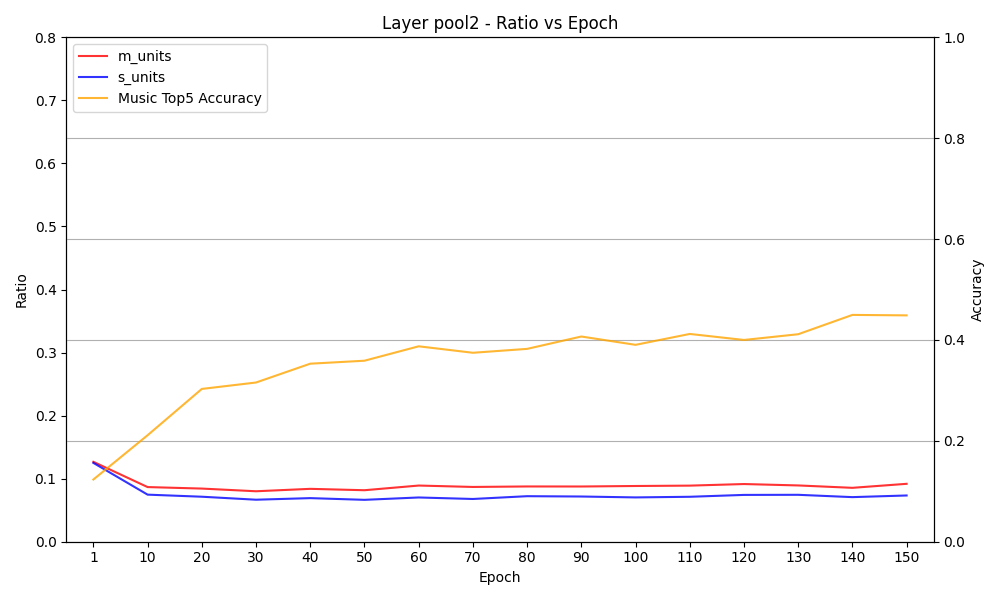 Layer pool2 - Ratio vs Epoch
m_units
s_units
Music Top5 Accuracy
0.8
0.7
0.6
0.5
0.4
0.3
0.2
0.1
0.0
Ratio
1.0
0.8
0.6
0.4
0.2
0.0
Accuracy
1 10 20 30 40 50 60 70 80 90 100 110 120 130 140 150
Epoch